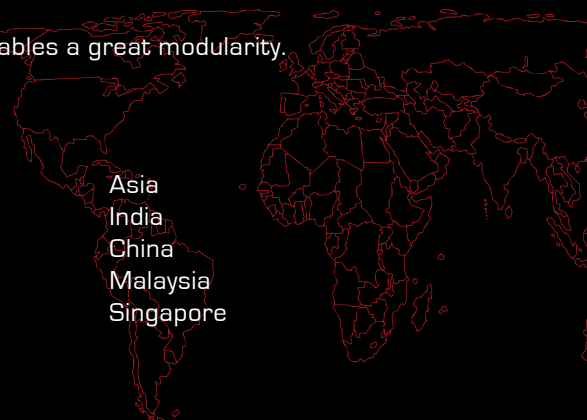 ables a great modularity.
Asia
India
China
Malaysia
Singapore